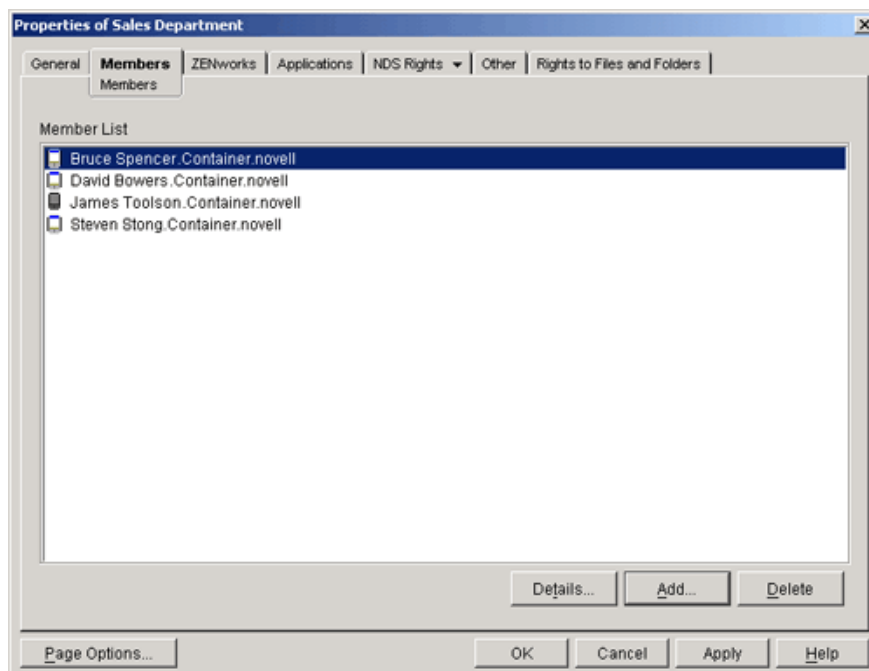 Properties of Sales Department
General Members ZENworks Applications NDS Rights Other Rights to Files and Folders
Members
Member List
Bruce Spencer.Container.novell
David Bowers.Container.novell
James Toolson.Container.novell
Steven Stong.Container.novell
Details... Add... Delete
Page Options... OK Cancel Apply Help